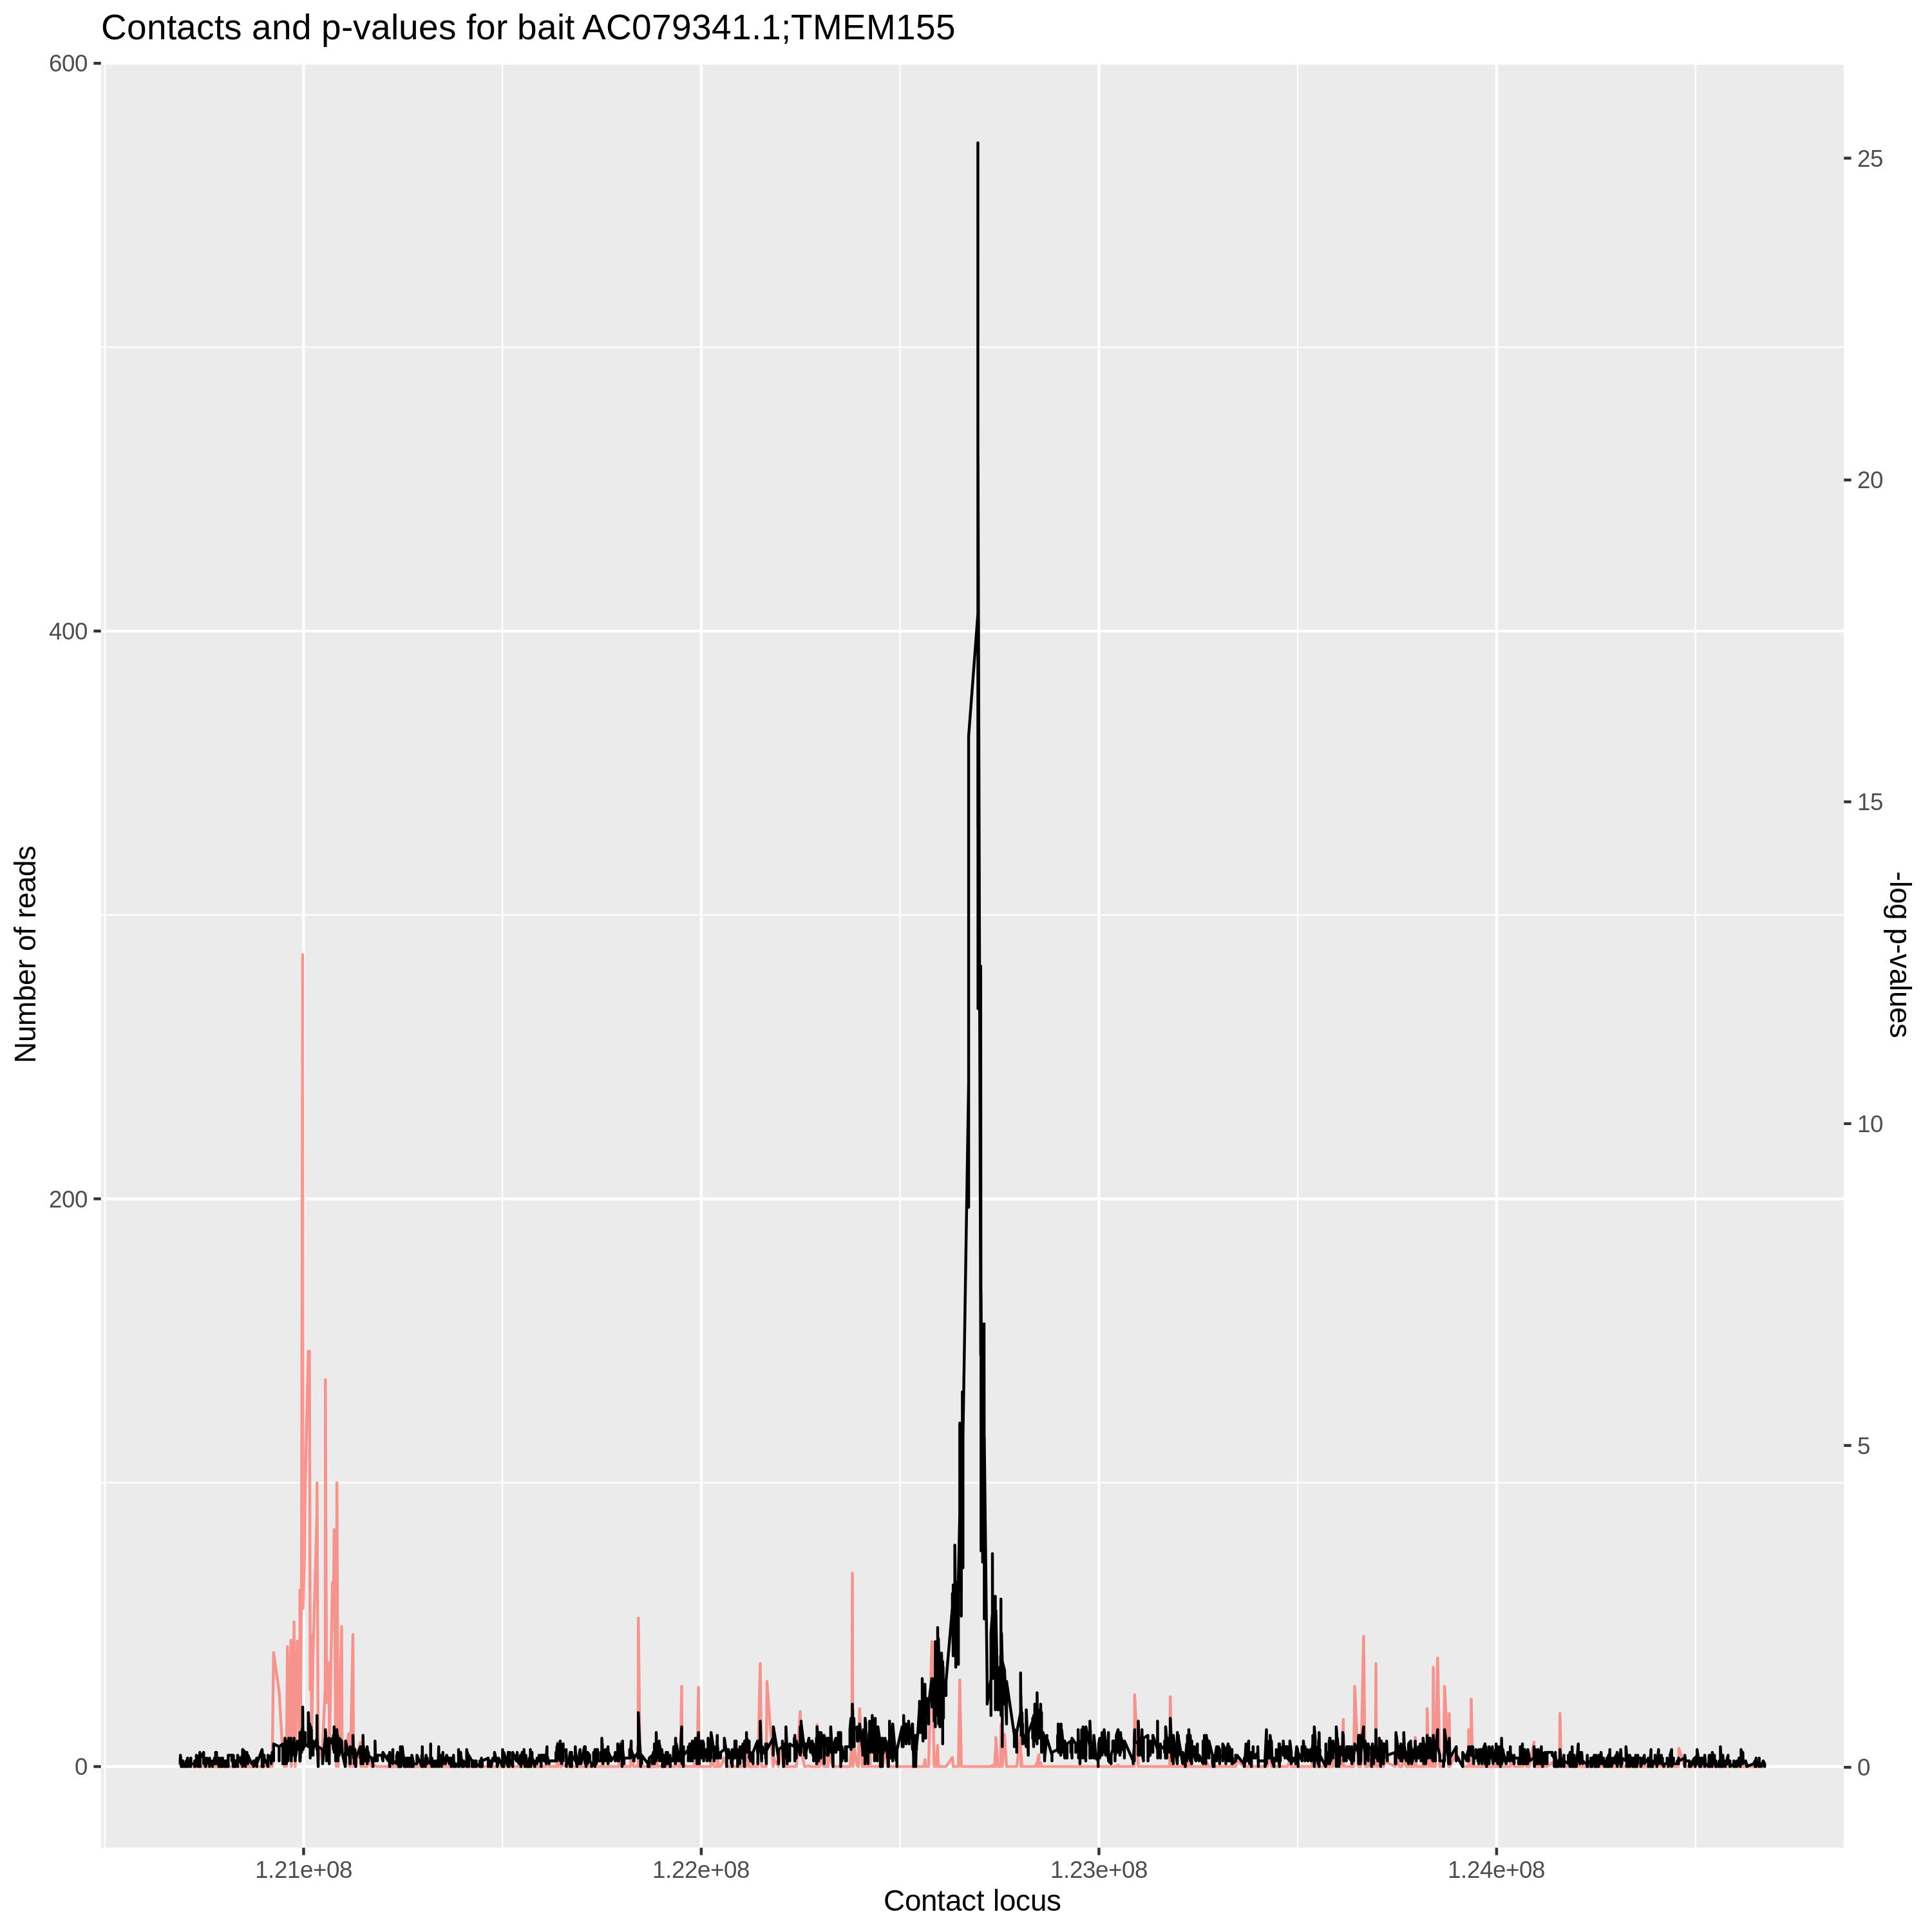 Contacts and p-values for bait AC079341.1;TMEM155
600
400
200
0
Number of reads
25
20
15
10
5
0
-log p-values
1.21e+08
1.22e+08
1.23e+08
1.24e+08
Contact locus